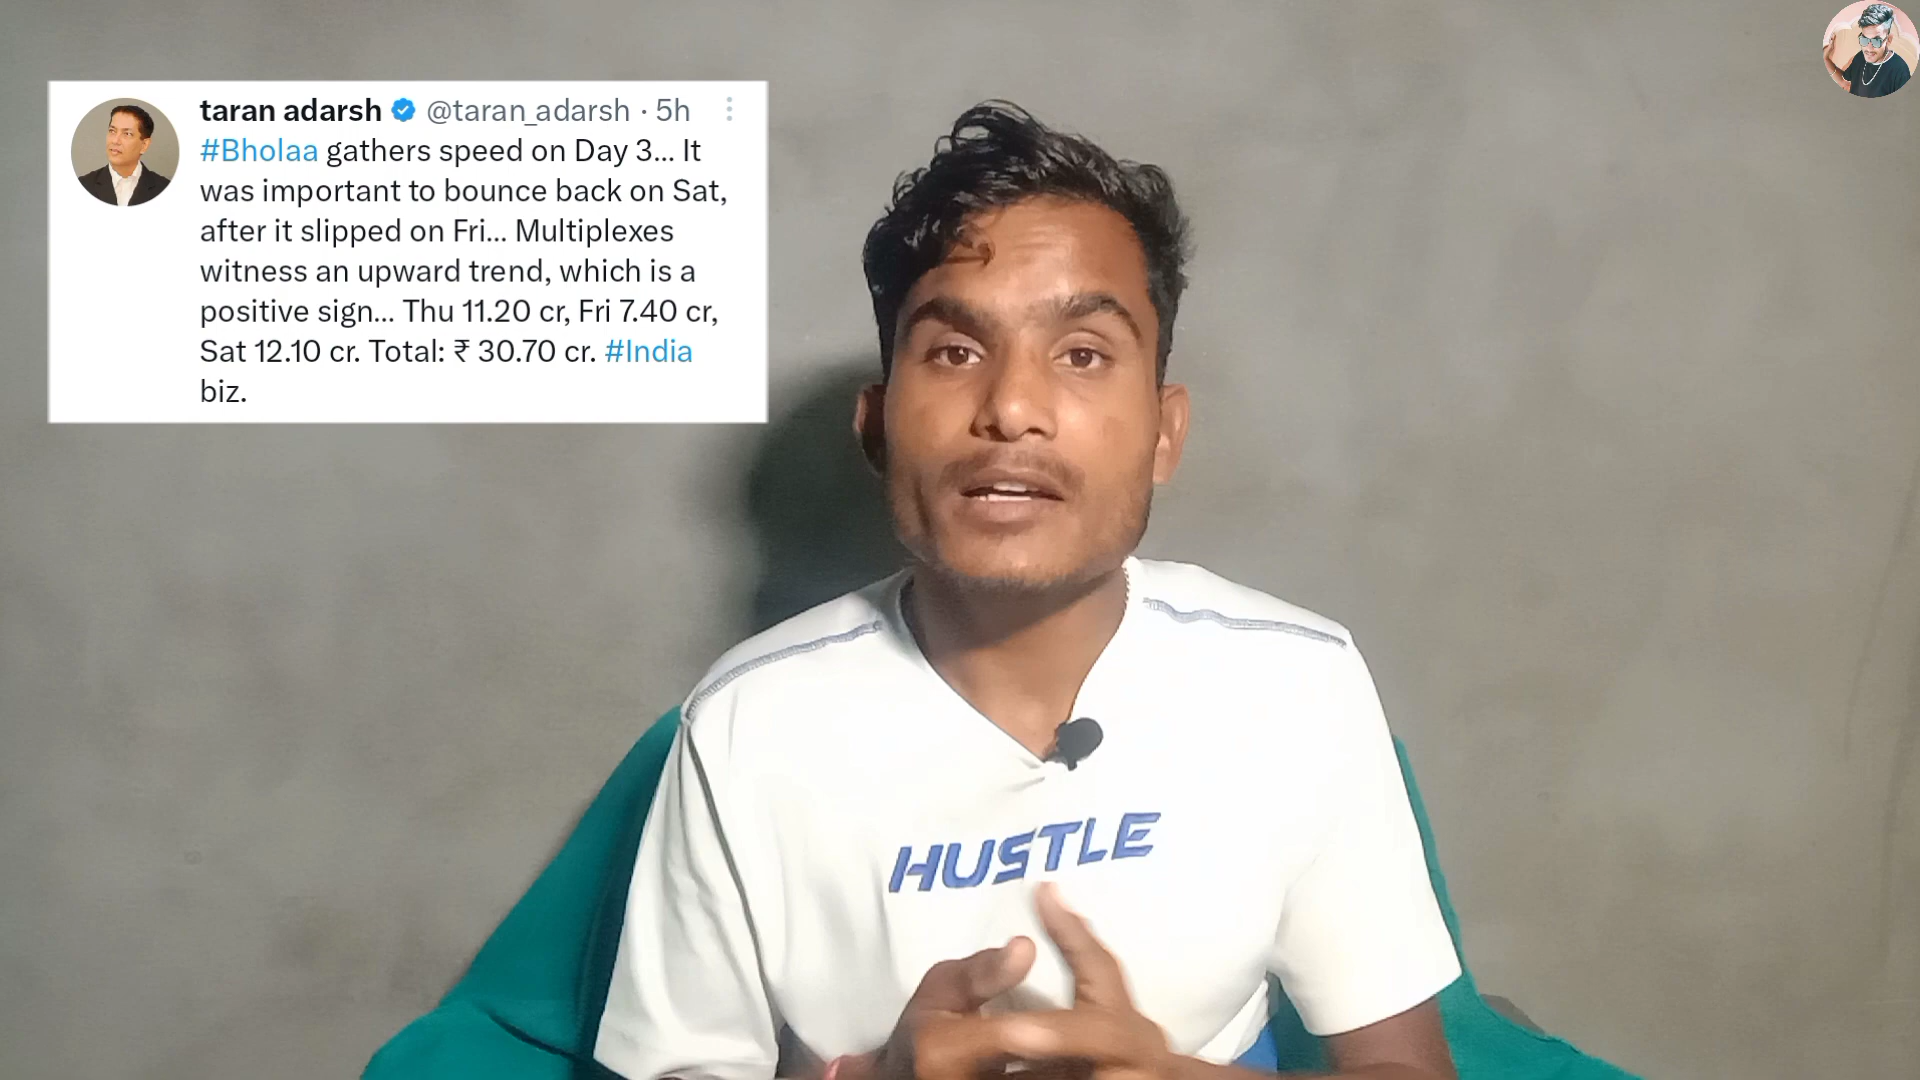 taran adarsh @taran_adarsh · 5h
#Bholaa gathers speed on Day 3... It
was important to bounce back on Sat,
after it slipped on Fri... Multiplexes
witness an upward trend, which is a
positive sign... Thu 11.20 cr, Fri 7.40 cr,
Sat 12.10 cr. Total: ₹ 30.70 cr. #India
biz.
HUSTLE